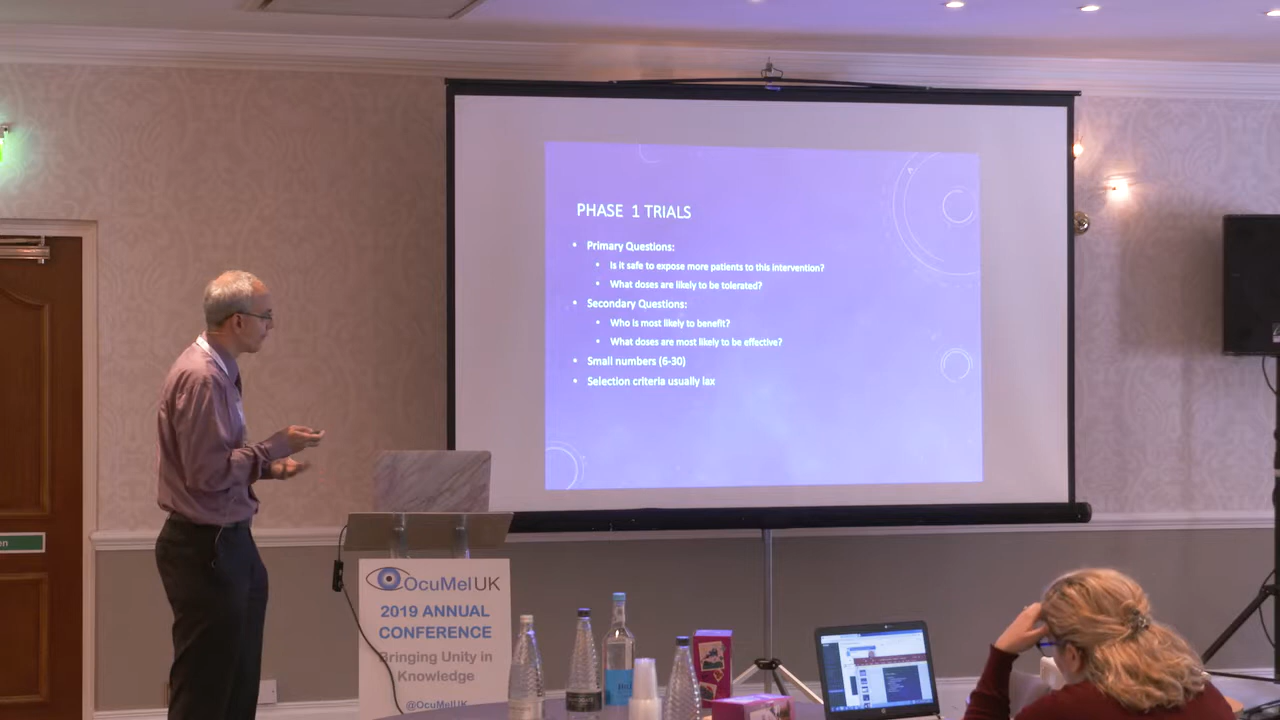 PHASE 1 TRIALS
• Primary Questions:
• Is it safe to expose more patients to this intervention?
• What doses are likely to be tolerated?
• Secondary Questions:
• Who is most likely to benefit?
• What doses are most likely to be effective?
• Small numbers (6-30)
• Selection criteria usually lax
OcuMelUK
2019 ANNUAL
CONFERENCE
Bringing Unity in
Knowledge
@OcuMelUK